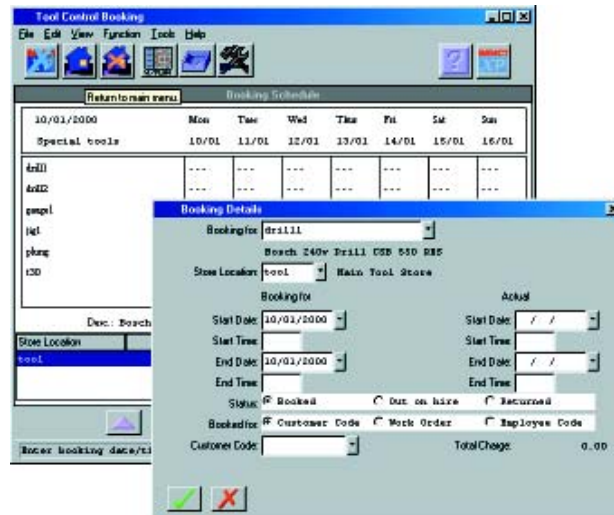 Tool Control Booking
File Edit View Function Tools Help
Return to main menu.
Booking Schedule
10/01/2000 Mon Tues Wed Thur Fri Sat Sun
Special tools 10/01 11/01 12/01 13/01 14/01 15/01 16/01
drill1 --- --- --- --- --- --- ---
drill2 --- --- --- --- --- --- ---
jig1
plung
t30
Desc.: Bosch
Store Location
tool
Enter booking date/ti
Booking Details
Booking for: drill1
Bosch 240v Drill CSB 550 RES
Store Location: tool Main Tool Store
Booking for Actual
Start Date: 10/01/2000 Start Date: / /
Start Time: Start Time:
End Date: 10/01/2000 End Date: / /
End Time: End Time:
Status: Booked Out on hire Returned
Booked for: Customer Code Work Order Employee Code
Customer Code: Total Charge: 0.00